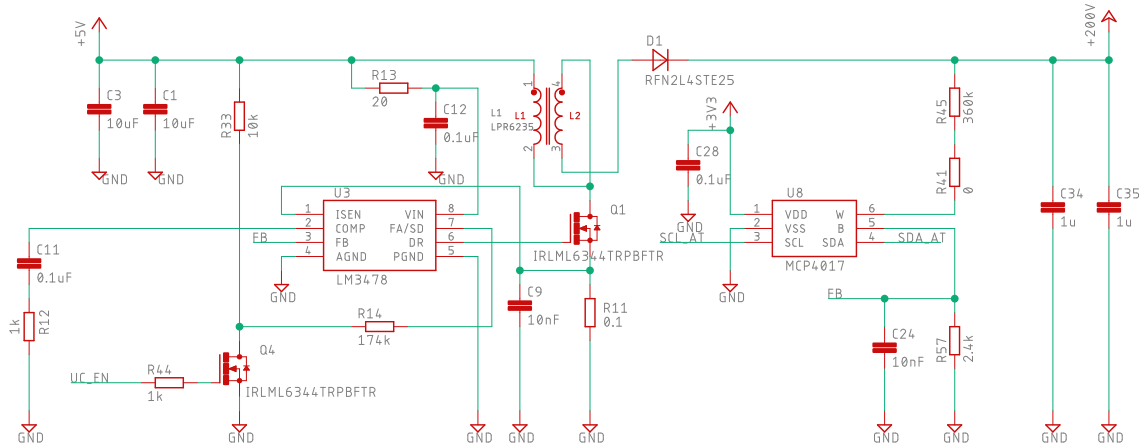 +5V
+200V
D1
RFN2L4STE25
R13
20
C12
0.1uF
GND
C3
10uF
GND
C1
10uF
GND
R33
10k
L1
LPR6235
L1
L2
1
2
4
3
+3V3
C28
0.1uF
GND
R45
360k
R41
0
C34
1u
GND
C35
1u
GND
U3
1 ISEN VIN 8
2 COMP FA/SD 7
3 FB DR 6
4 AGND PGND 5
LM3478
FB
GND
Q1
IRLML6344TRPBFTR
U8
1 VDD W 6
2 VSS B 5
3 SCL SDA 4
MCP4017
SCL_AT
SDA_AT
GND
C11
0.1uF
1k
R12
GND
C9
10nF
GND
R11
0.1
GND
R14
174k
GND
FB
C24
10nF
GND
R57
2.4k
GND
Q4
IRLML6344TRPBFTR
UC_EN
R44
1k
GND